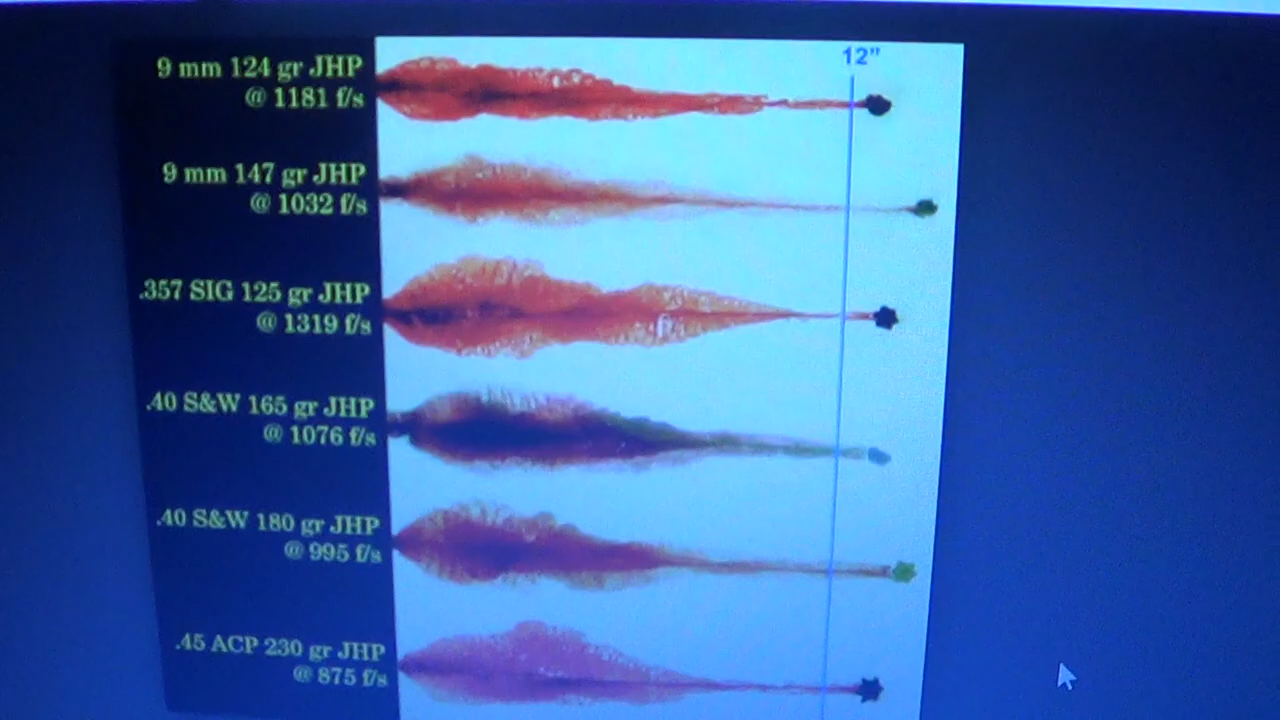 12"
9 mm 124 gr JHP
@ 1181 f/s
9 mm 147 gr JHP
@ 1032 f/s
.357 SIG 125 gr JHP
@ 1319 f/s
.40 S&W 165 gr JHP
@ 1076 f/s
.40 S&W 180 gr JHP
@ 995 f/s
.45 ACP 230 gr JHP
@ 875 f/s